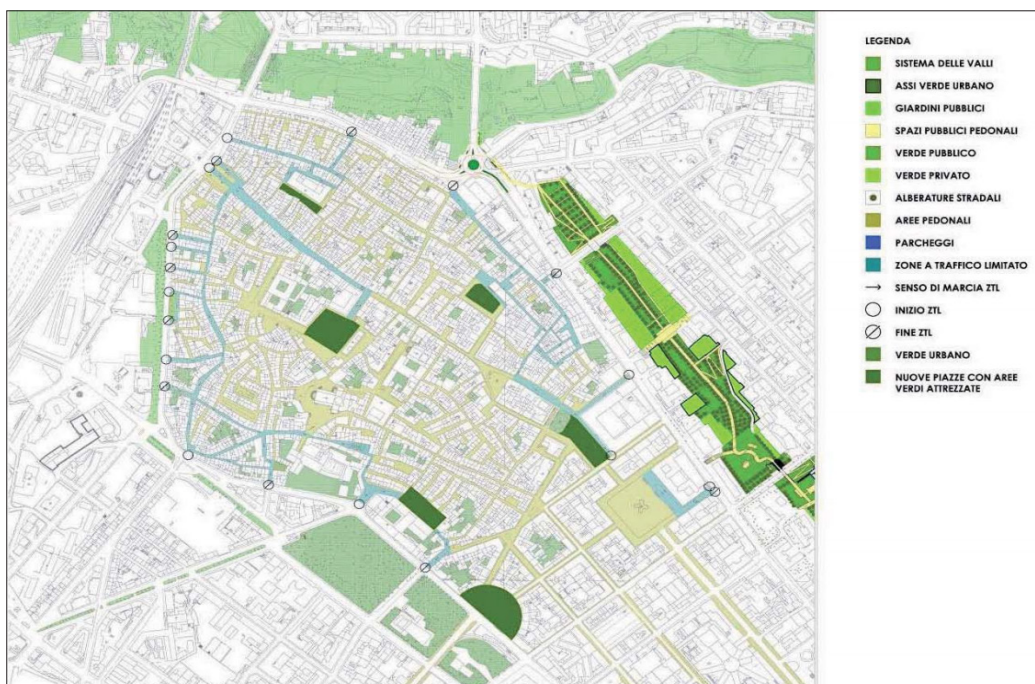 LEGENDA
SISTEMA DELLE VALLI
ASSI VERDE URBANO
GIARDINI PUBBLICI
SPAZI PUBBLICI PEDONALI
VERDE PUBBLICO
VERDE PRIVATO
ALBERATURE STRADALI
AREE PEDONALI
PARCHEGGI
ZONE A TRAFFICO LIMITATO
SENSO DI MARCIA ZTL
INIZIO ZTL
FINE ZTL
VERDE URBANO
NUOVE PIAZZE CON AREE
VERDI ATTREZZATE